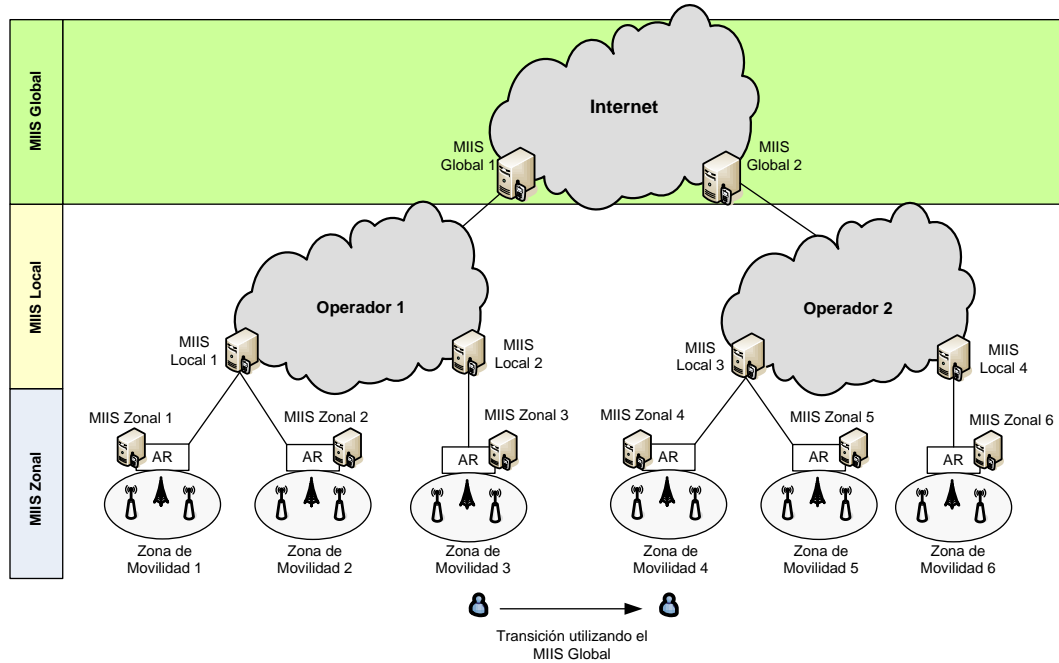 MIIS Global
Internet
MIIS
Global 1
MIIS
Global 2
MIIS Local
Operador 1
Operador 2
MIIS
Local 1
MIIS
Local 2
MIIS
Local 3
MIIS
Local 4
MIIS Zonal
MIIS Zonal 1
MIIS Zonal 2
MIIS Zonal 3
MIIS Zonal 4
MIIS Zonal 5
MIIS Zonal 6
AR
AR
AR
AR
AR
AR
Zona de
Movilidad 1
Zona de
Movilidad 2
Zona de
Movilidad 3
Zona de
Movilidad 4
Zona de
Movilidad 5
Zona de
Movilidad 6
Transición utilizando el
MIIS Global